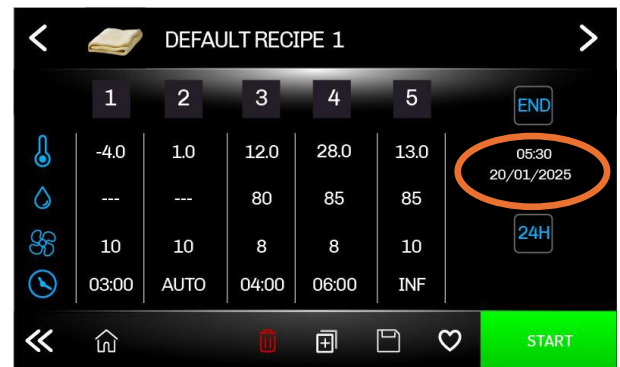 DEFAULT RECIPE 1
1 2 3 4 5 END
-4.0 1.0 12.0 28.0 13.0 05:30
20/01/2025
--- --- 80 85 85
10 10 8 8 10 24H
03:00 AUTO 04:00 06:00 INF
START